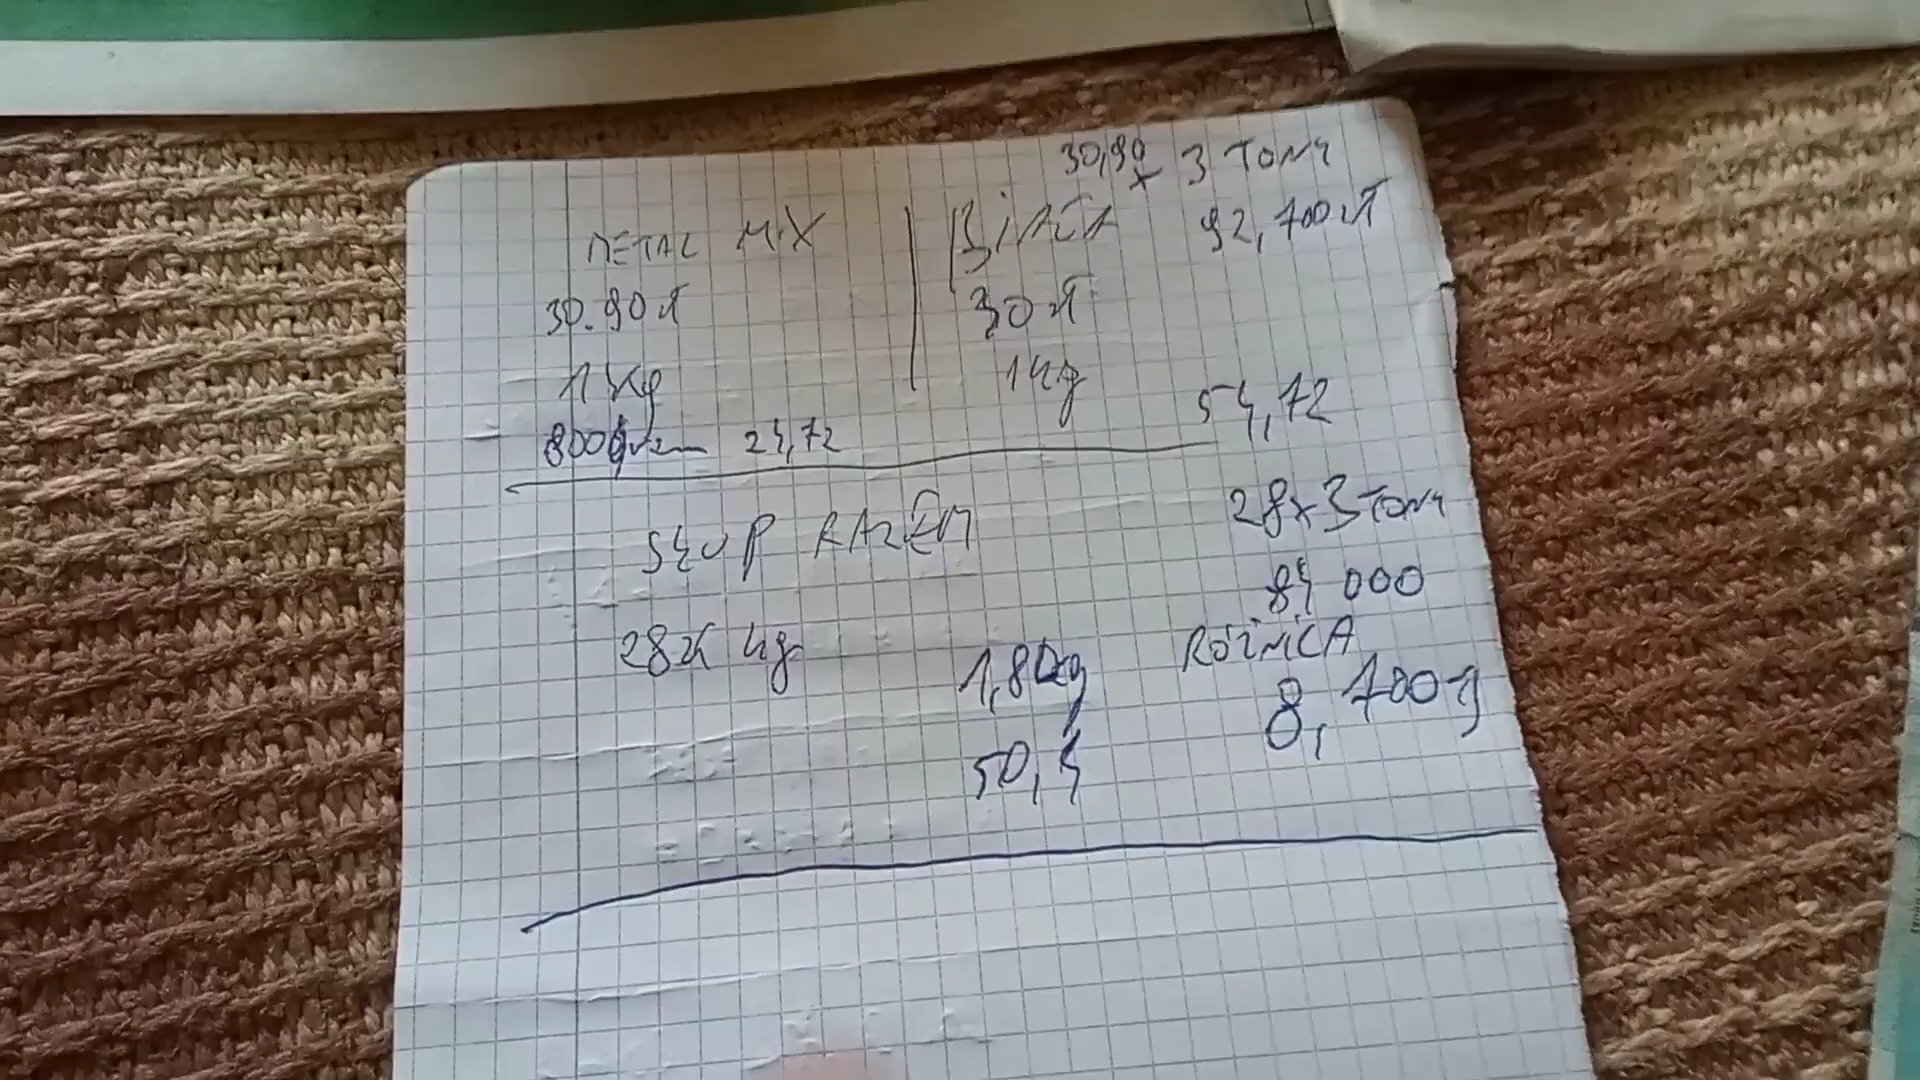 30,90 x 3 TONY
METAL MIX
BIAŁA
92,700 zł
30.90 zł
30 zł
1 kg
1 kg
800 gram 24,72
54,72
SKUP RAZEM
28 x 3 TONY
84 000
28 zł kg
1,8 kg
RÓŻNICA
8,700 zł
50,4